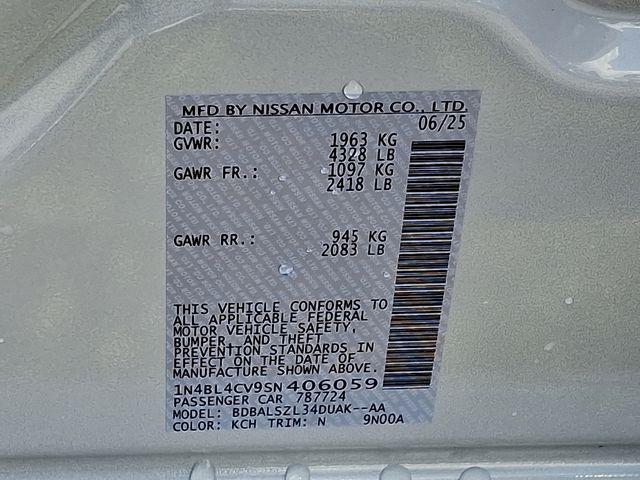 MFD BY NISSAN MOTOR CO., LTD.
DATE: 06/25
GVWR: 1963 KG
4328 LB
GAWR FR.: 1097 KG
2418 LB
GAWR RR.: 945 KG
2083 LB
THIS VEHICLE CONFORMS TO
ALL APPLICABLE FEDERAL
MOTOR VEHICLE SAFETY,
BUMPER, AND THEFT
PREVENTION STANDARDS IN
EFFECT ON THE DATE OF
MANUFACTURE SHOWN ABOVE.
1N4BL4CV9SN406059
PASSENGER CAR 787724
MODEL: BDBALSZL34DUAK--AA
COLOR: KCH TRIM: N 9N00A